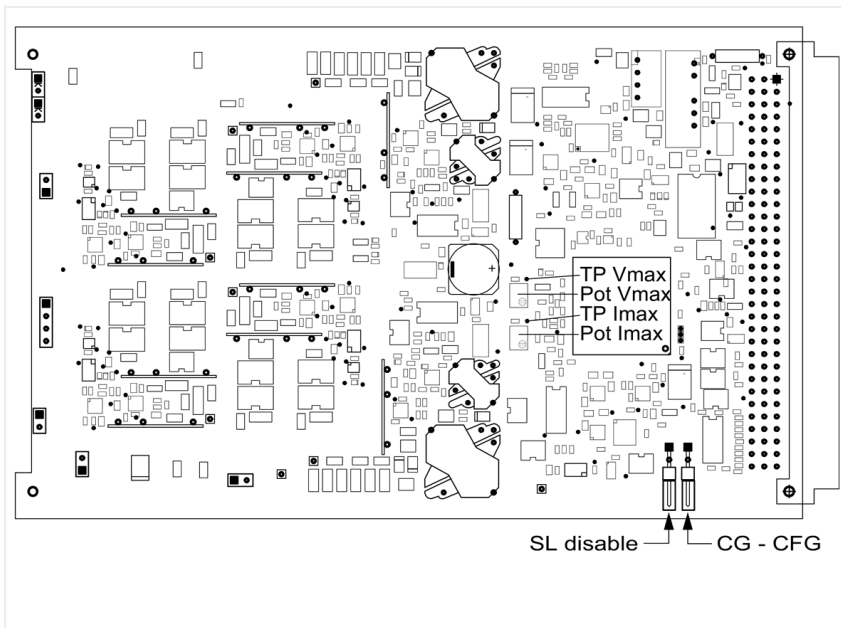 TP Vmax
Pot Vmax
TP Imax
Pot Imax
SL disable
CG - CFG